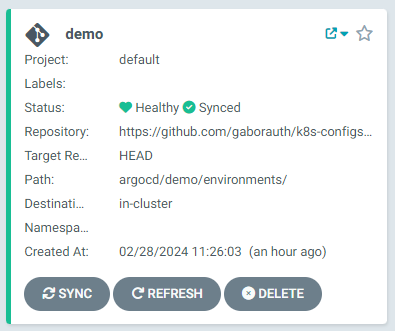 demo
Project: default
Labels:
Status: Healthy Synced
Repository: https://github.com/gaborauth/k8s-configs...
Target Re... HEAD
Path: argocd/demo/environments/
Destinati... in-cluster
Namespa...
Created At: 02/28/2024 11:26:03 (an hour ago)
SYNC REFRESH DELETE